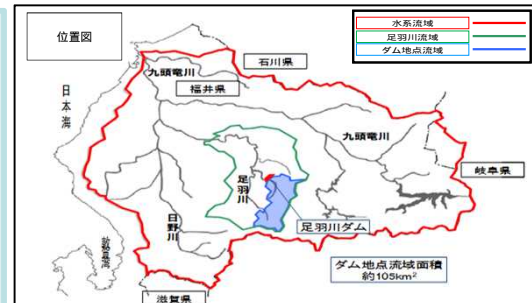 位置図
水系流域
足羽川流域
ダム地点流域
石川県
九頭竜川
福井県
日本海
九頭竜川
岐阜県
足羽川
日野川
足羽川ダム
敦賀湾
ダム地点流域面積
約105km²
滋賀県